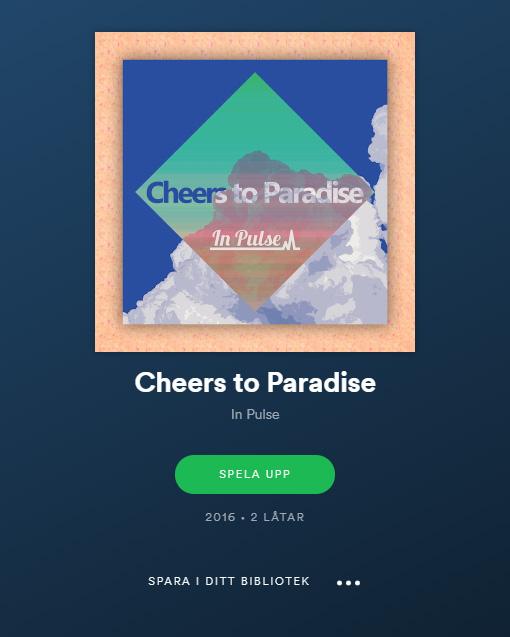 Cheers to Paradise
In Pulse
Cheers to Paradise
In Pulse
SPELA UPP
2016 • 2 LÅTAR
SPARA I DITT BIBLIOTEK